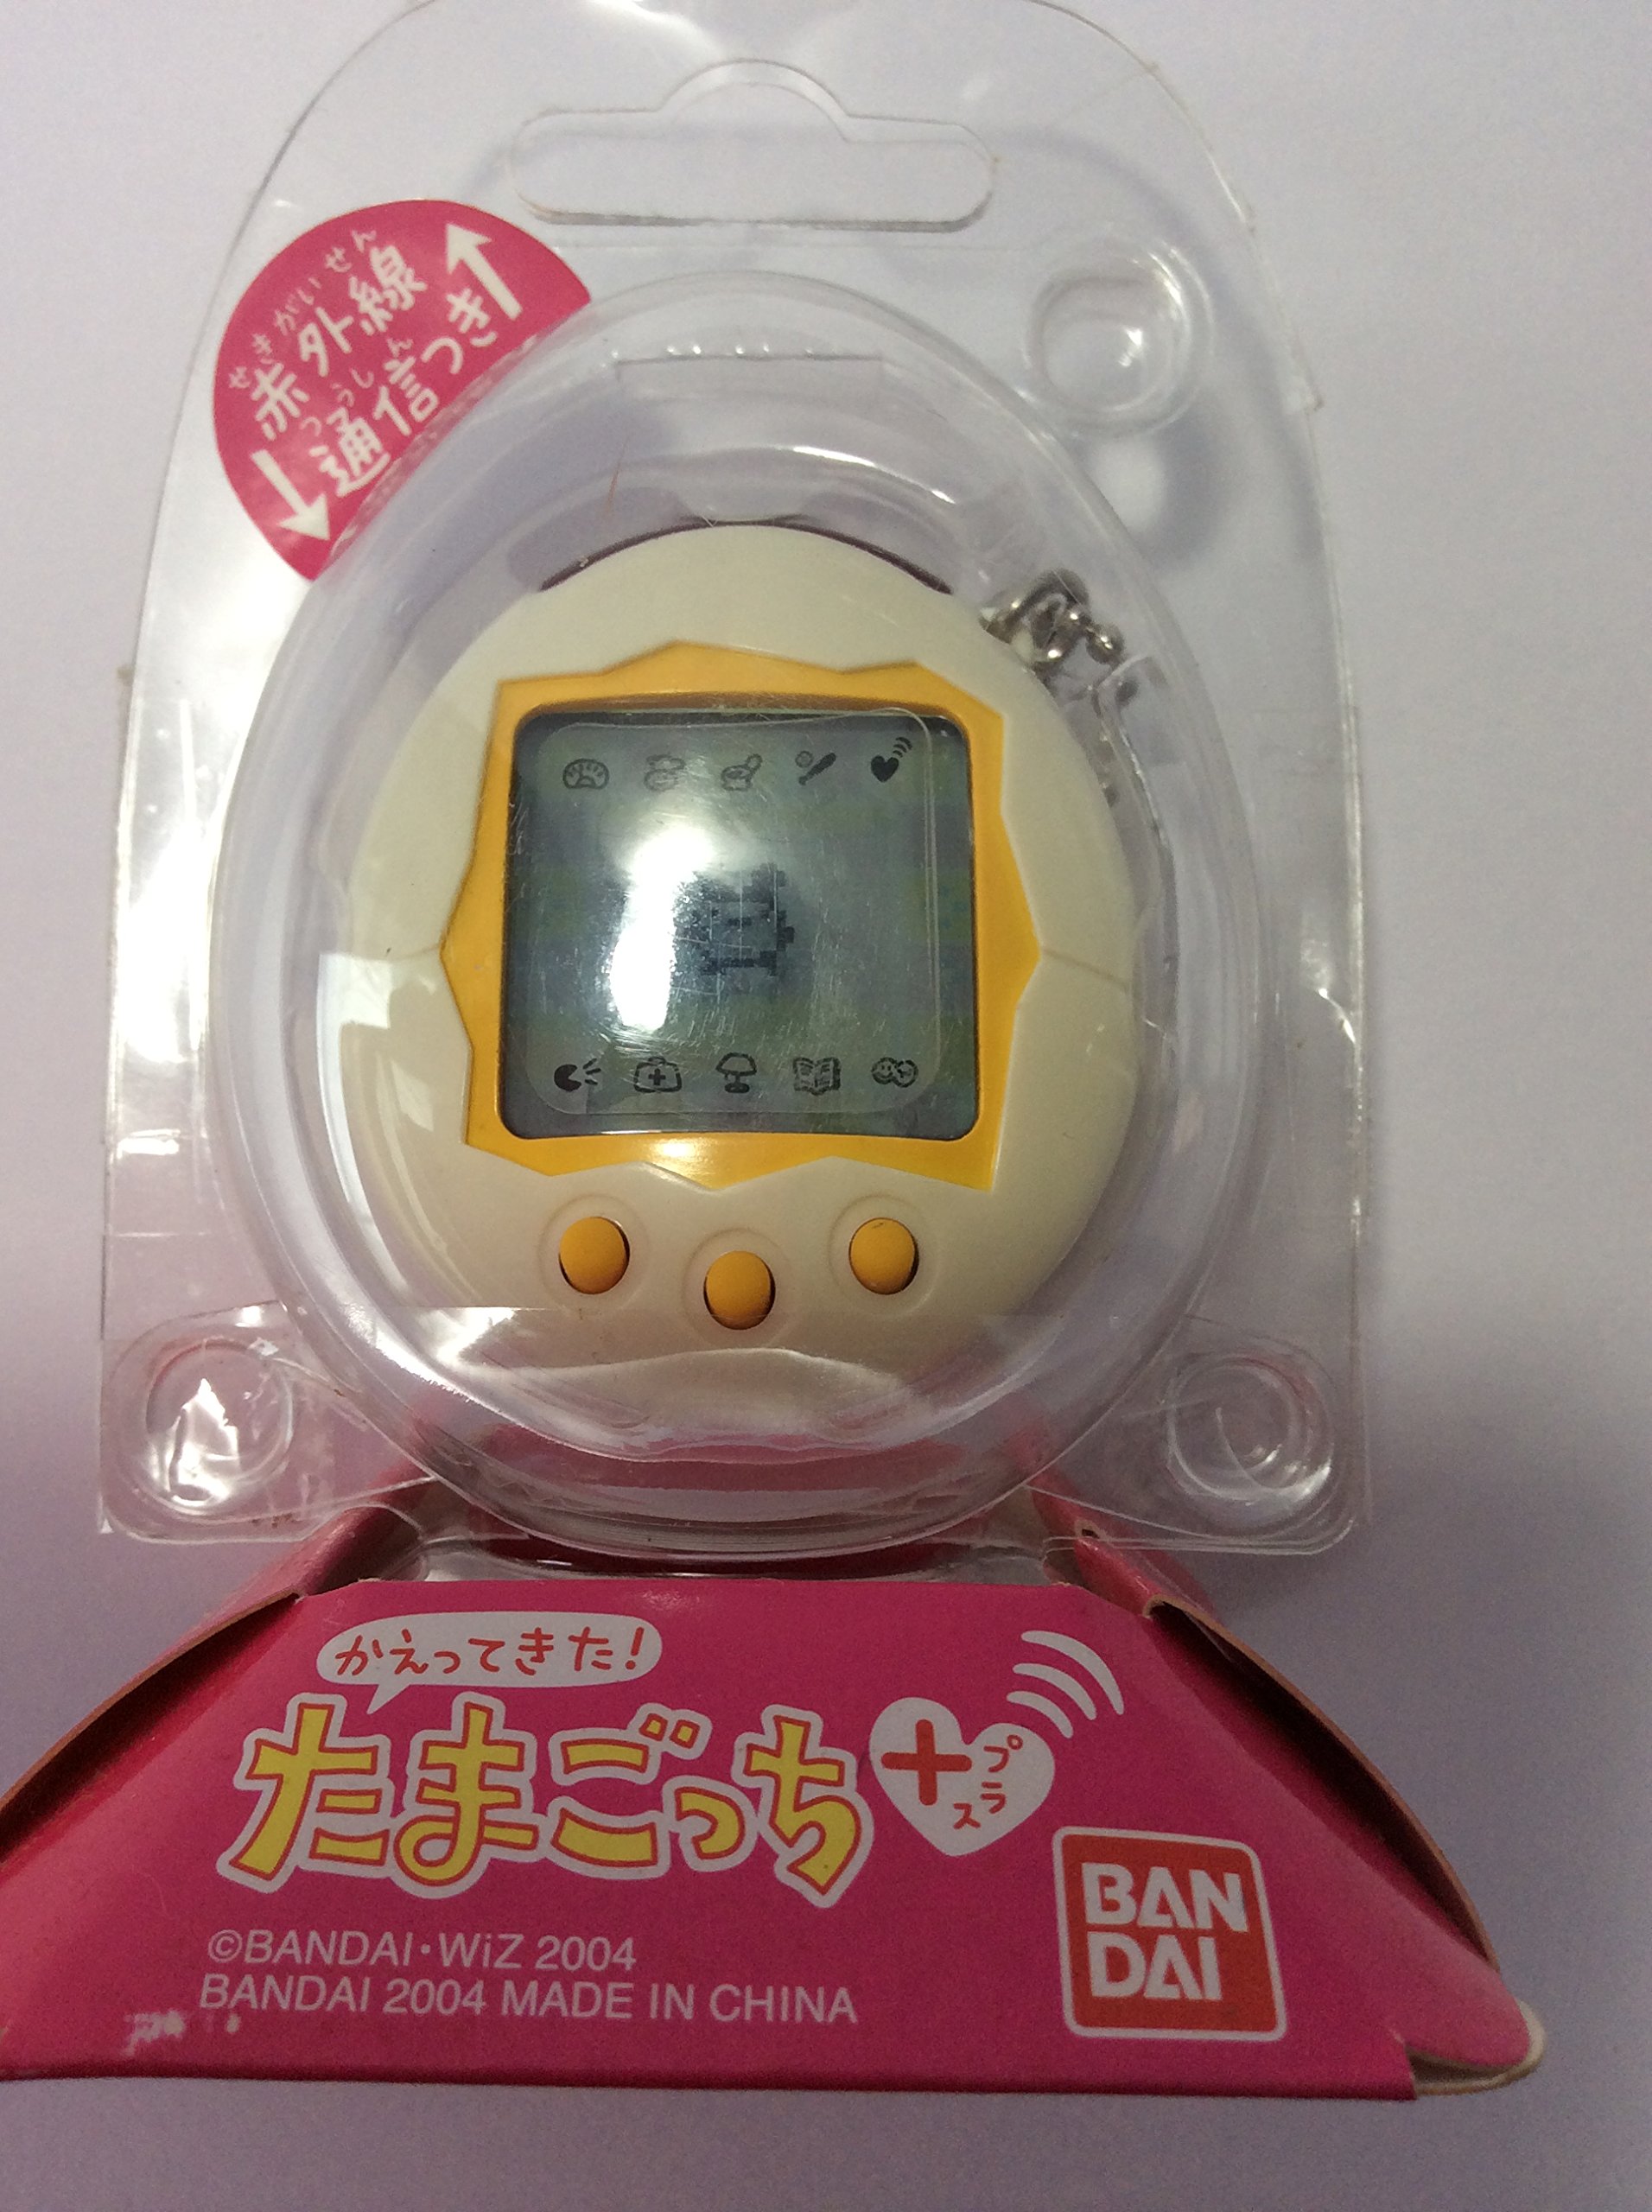 せきがいせん
赤外線
つうしん
通信つき
かえってきた!
たまごっち
+プラス
BAN
DAI
©BANDAI・WiZ 2004
BANDAI 2004 MADE IN CHINA